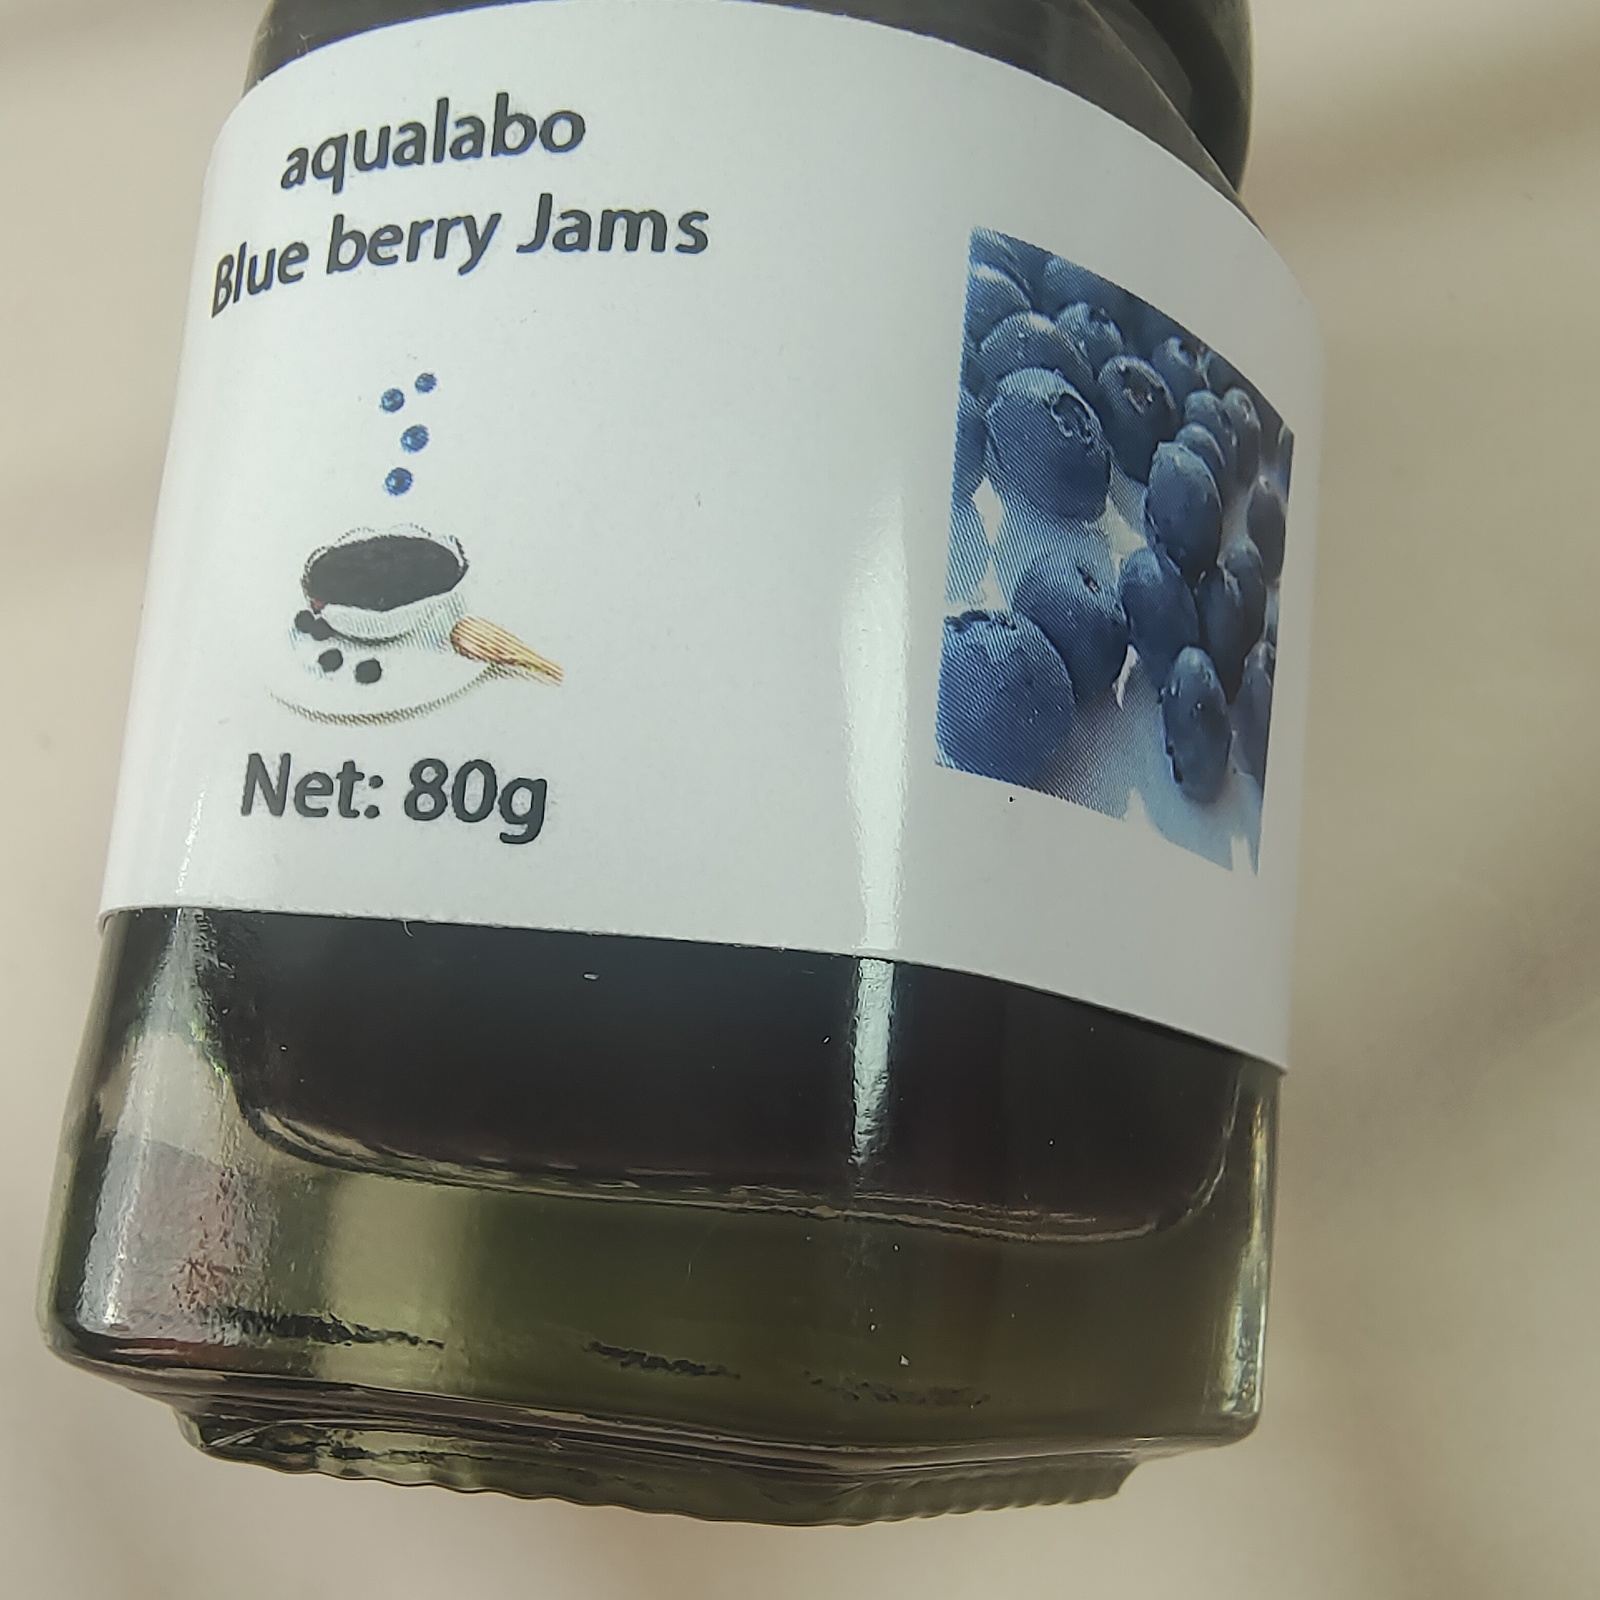 aqualabo
Blue berry Jams
Net: 80g